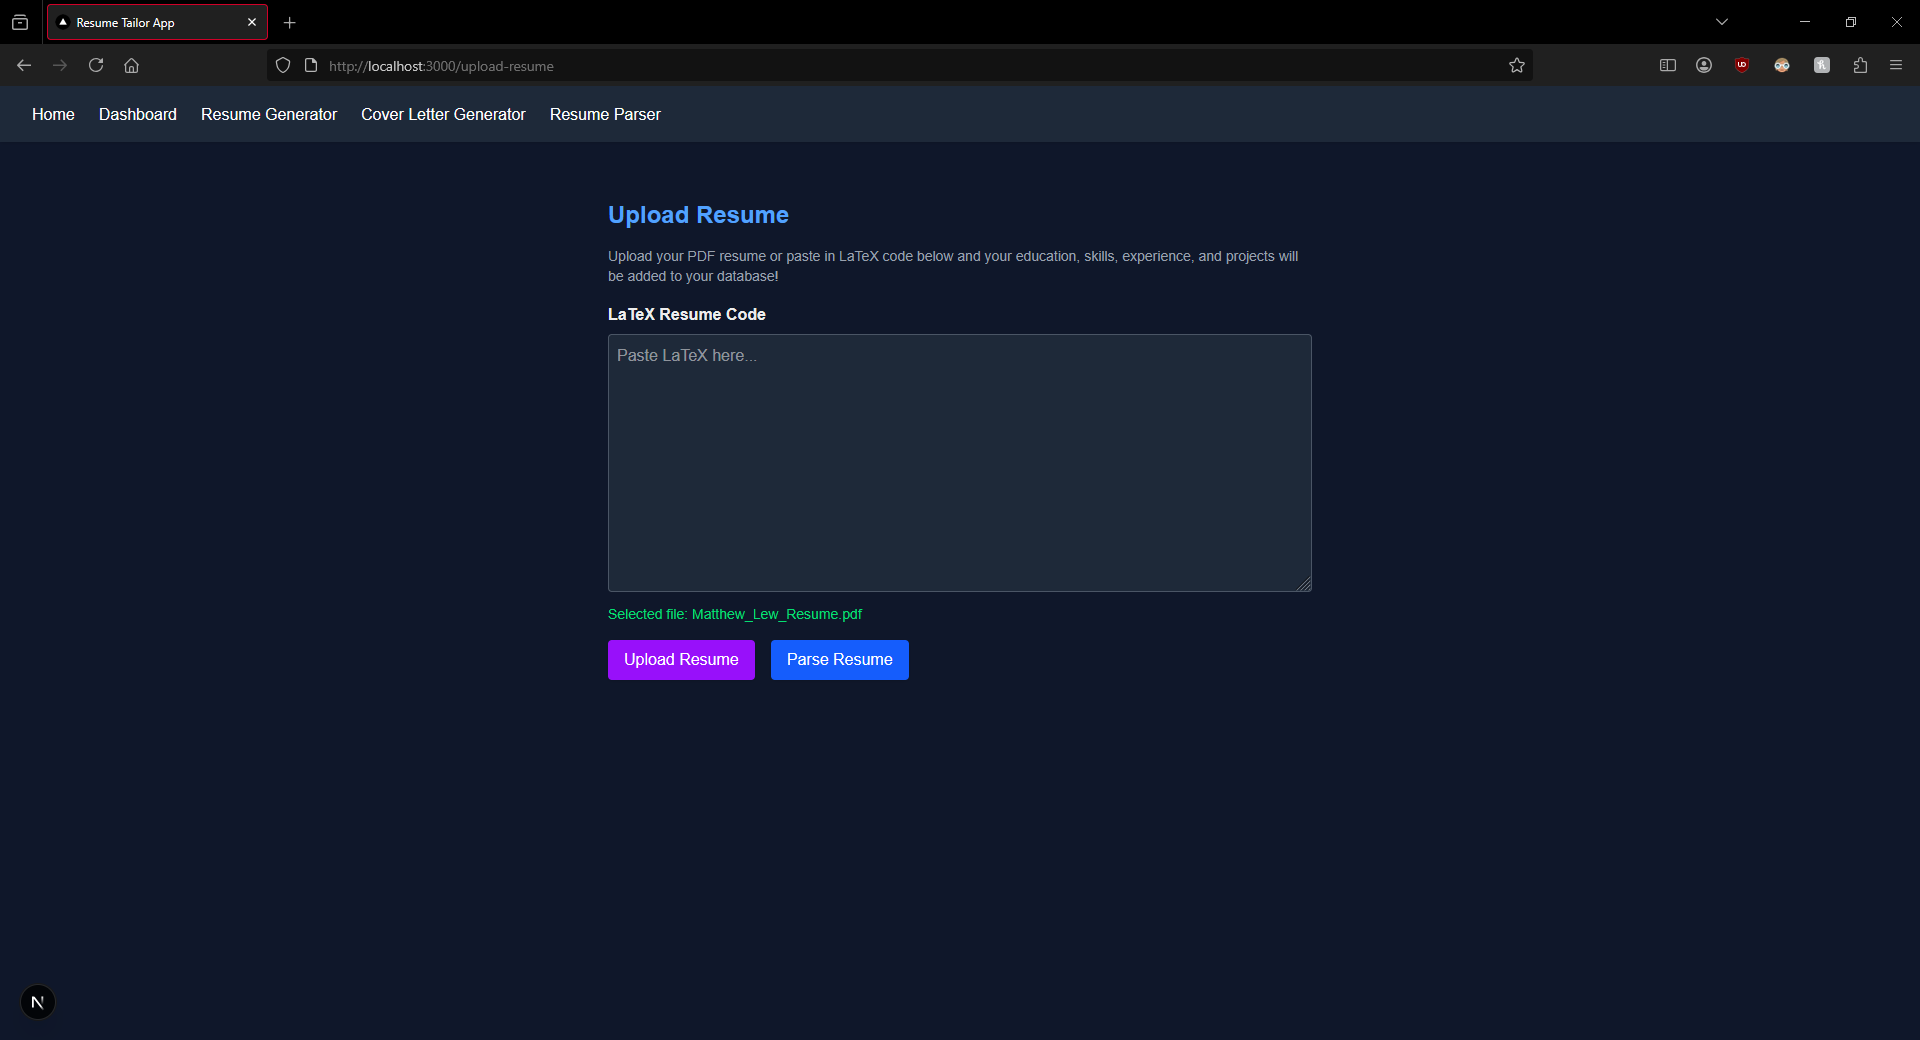 Resume Tailor App
http://localhost:3000/upload-resume
Home Dashboard Resume Generator Cover Letter Generator Resume Parser
Upload Resume
Upload your PDF resume or paste in LaTeX code below and your education, skills, experience, and projects will
be added to your database!
LaTeX Resume Code
Paste LaTeX here...
Selected file: Matthew_Lew_Resume.pdf
Upload Resume Parse Resume
N